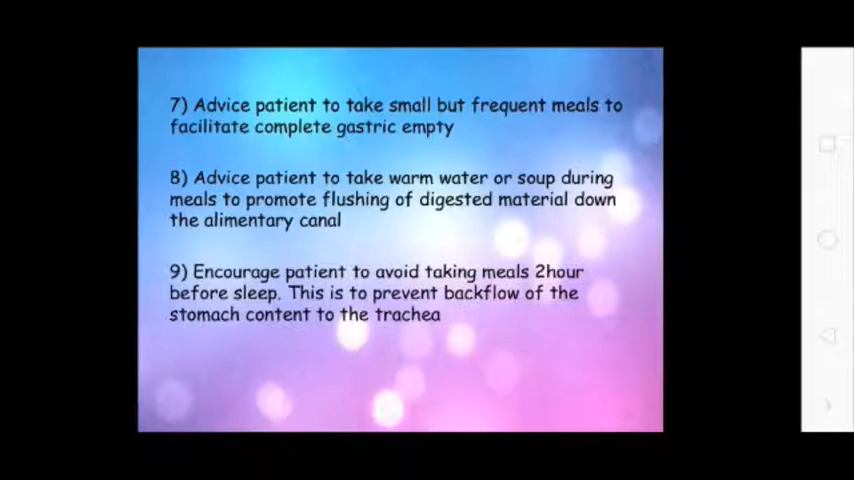 7) Advice patient to take small but frequent meals to
facilitate complete gastric empty
8) Advice patient to take warm water or soup during
meals to promote flushing of digested material down
the alimentary canal
9) Encourage patient to avoid taking meals 2hour
before sleep. This is to prevent backflow of the
stomach content to the trachea